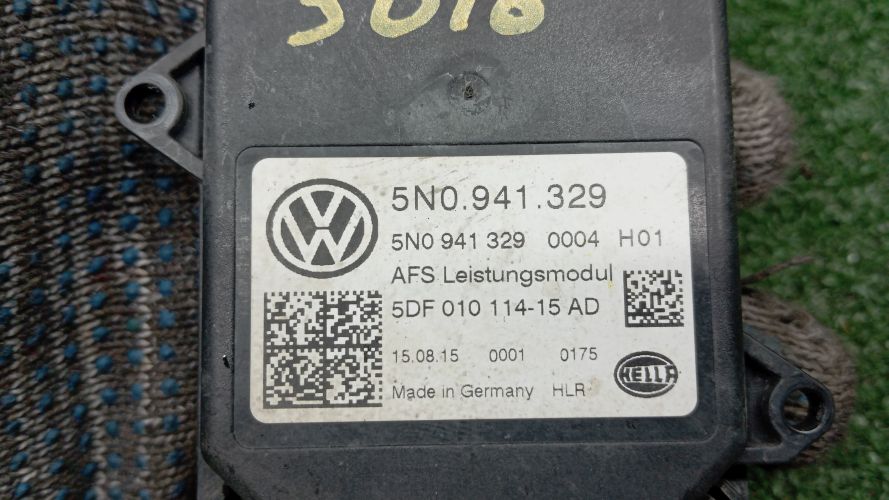 5N0.941.329
5N0 941 329 0004 H01
AFS Leistungsmodul
5DF 010 114-15 AD
15.08.15 0001 0175
Made in Germany HLR
HELLA